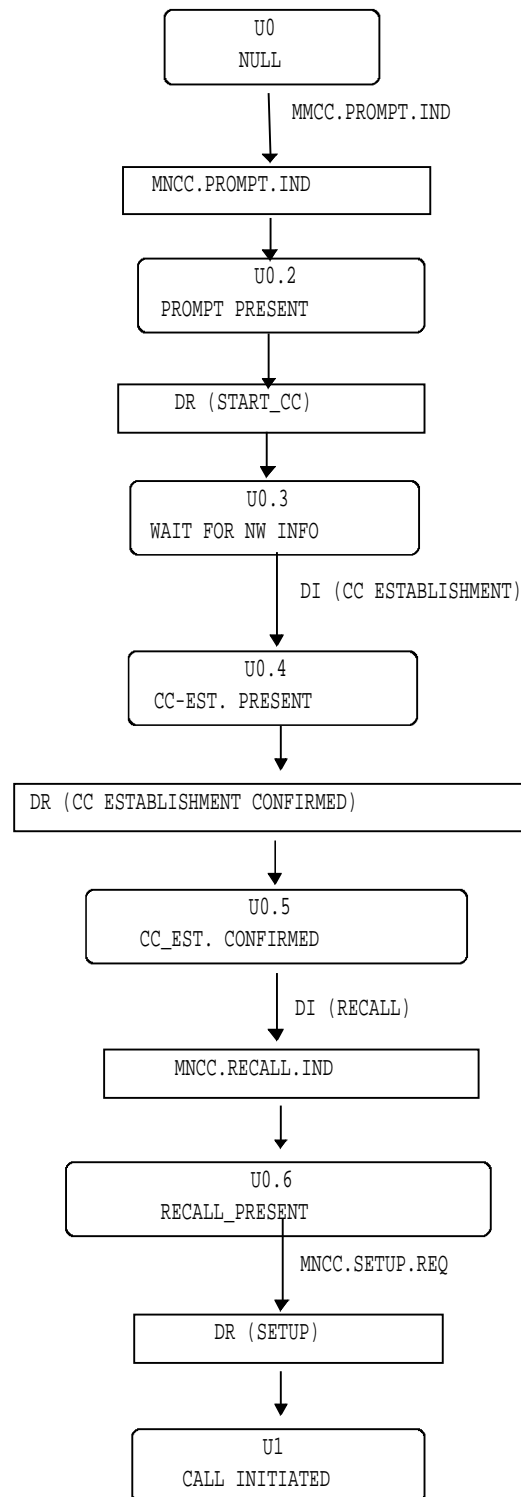 U0
NULL
MMCC.PROMPT.IND
MNCC.PROMPT.IND
U0.2
PROMPT PRESENT
DR (START_CC)
U0.3
WAIT FOR NW INFO
DI (CC ESTABLISHMENT)
U0.4
CC-EST. PRESENT
DR (CC ESTABLISHMENT CONFIRMED)
U0.5
CC_EST. CONFIRMED
DI (RECALL)
MNCC.RECALL.IND
U0.6
RECALL_PRESENT
MNCC.SETUP.REQ
DR (SETUP)
U1
CALL INITIATED